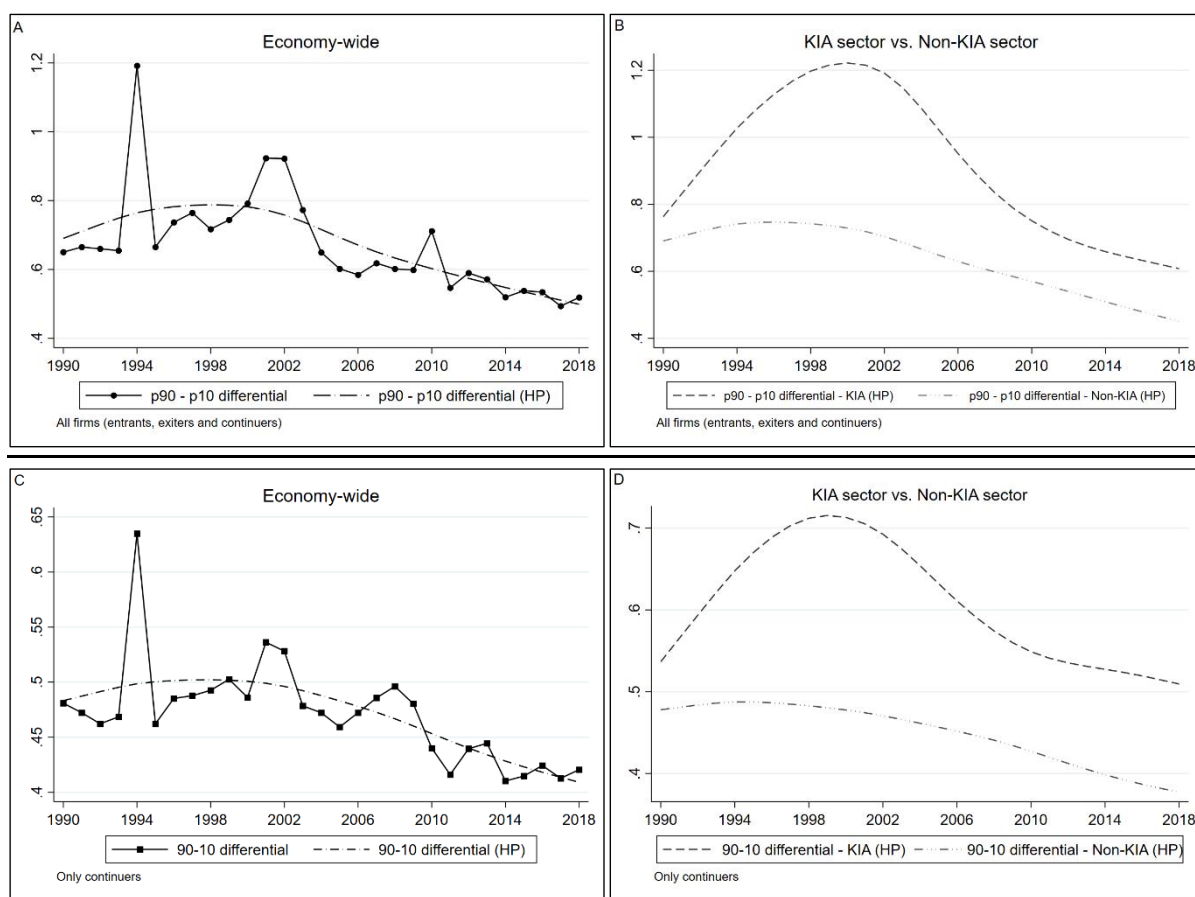 A
Economy-wide
1.2
1
.8
.6
.4
1990 1994 1998 2002 2006 2010 2014 2018
p90 - p10 differential p90 - p10 differential (HP)
All firms (entrants, exiters and continuers)
B
KIA sector vs. Non-KIA sector
1.2
1
.8
.6
.4
1990 1994 1998 2002 2006 2010 2014 2018
p90 - p10 differential - KIA (HP) p90 - p10 differential - Non-KIA (HP)
All firms (entrants, exiters and continuers)
C
Economy-wide
.65
.6
.55
.5
.45
.4
1990 1994 1998 2002 2006 2010 2014 2018
90-10 differential 90-10 differential (HP)
Only continuers
D
KIA sector vs. Non-KIA sector
.7
.6
.5
.4
1990 1994 1998 2002 2006 2010 2014 2018
90-10 differential - KIA (HP) 90-10 differential - Non-KIA (HP)
Only continuers